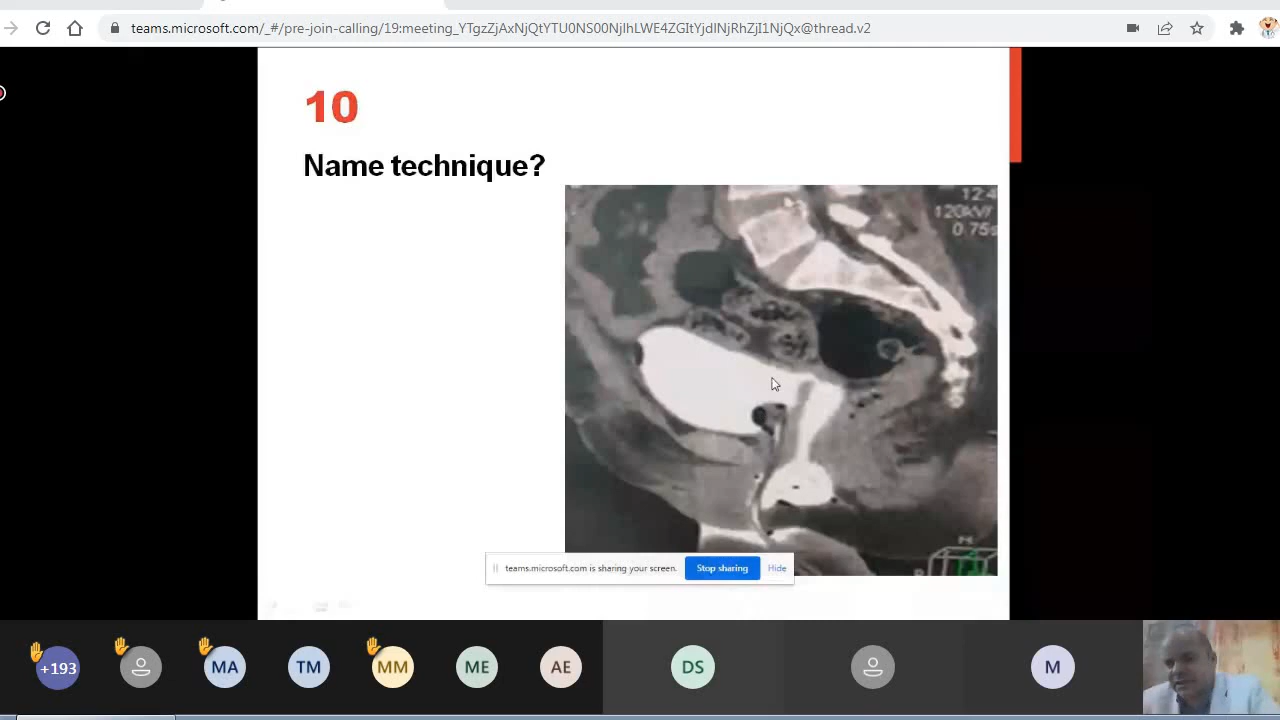 teams.microsoft.com/_#/pre-join-calling/19:meeting_YTgzZjAxNjQtYTU0NS00NjlhLWE4ZGItYjdlNjRhZjI1NjQx@thread.v2
10
Name technique?
120kV/
0.75s
teams.microsoft.com is sharing your screen.
Stop sharing
Hide
+193
MA
TM
MM
ME
AE
DS
M